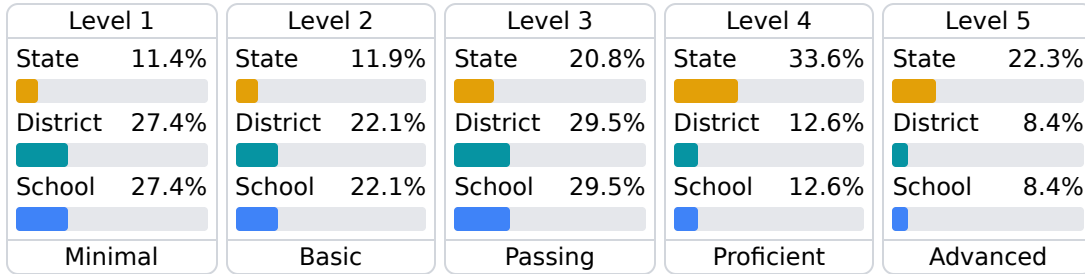 Level 1
State 11.4%
District 27.4%
School 27.4%
Minimal
Level 2
State 11.9%
District 22.1%
School 22.1%
Basic
Level 3
State 20.8%
District 29.5%
School 29.5%
Passing
Level 4
State 33.6%
District 12.6%
School 12.6%
Proficient
Level 5
State 22.3%
District 8.4%
School 8.4%
Advanced